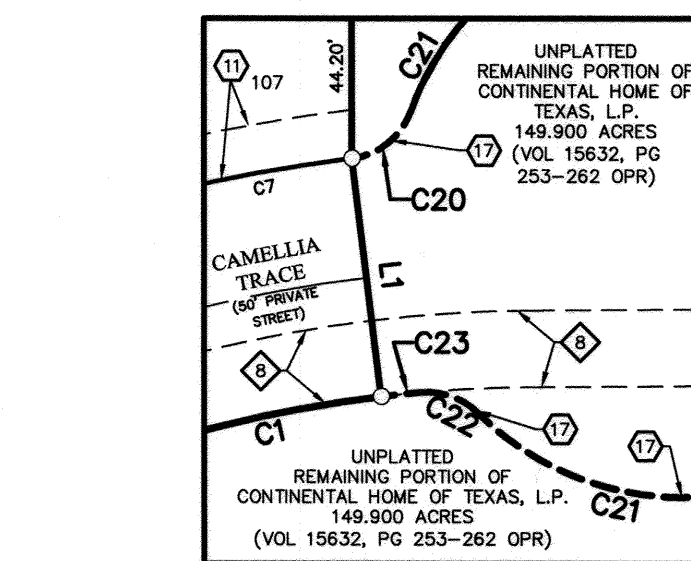 44.20'
C21
11
107
UNPLATTED
REMAINING PORTION OF
CONTINENTAL HOME OF
TEXAS, L.P.
149.900 ACRES
(VOL 15632, PG
253-262 OPR)
17
C7
C20
CAMELLIA
TRACE
(50' PRIVATE
STREET)
L1
C23
8
8
C1
C22
17
17
UNPLATTED
REMAINING PORTION OF
CONTINENTAL HOME OF TEXAS, L.P.
149.900 ACRES
(VOL 15632, PG 253-262 OPR)
C21